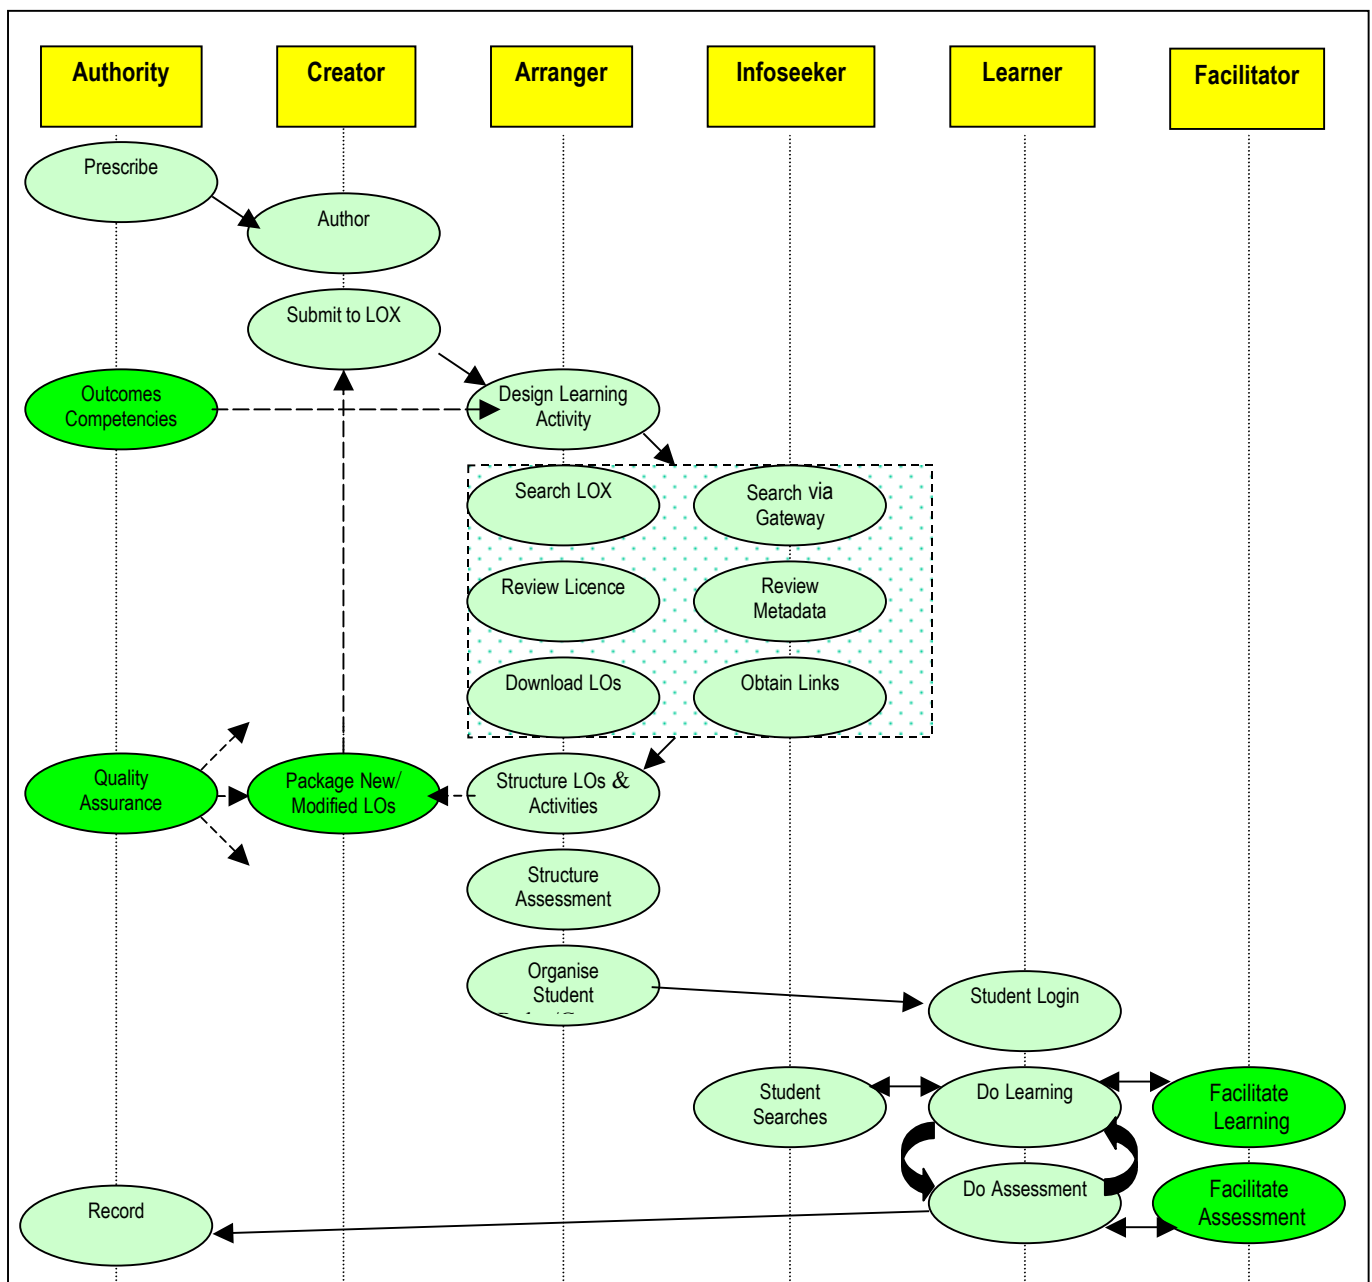 Authority
Creator
Arranger
Infoseeker
Learner
Facilitator
Prescribe
Author
Submit to LOX
Outcomes
Competencies
Design Learning
Activity
Search LOX
Search via
Gateway
Review Licence
Review
Metadata
Download LOs
Obtain Links
Quality
Assurance
Package New/
Modified LOs
Structure LOs &
Activities
Structure
Assessment
Organise
Student
Student Login
Student
Searches
Do Learning
Facilitate
Learning
Record
Do Assessment
Facilitate
Assessment